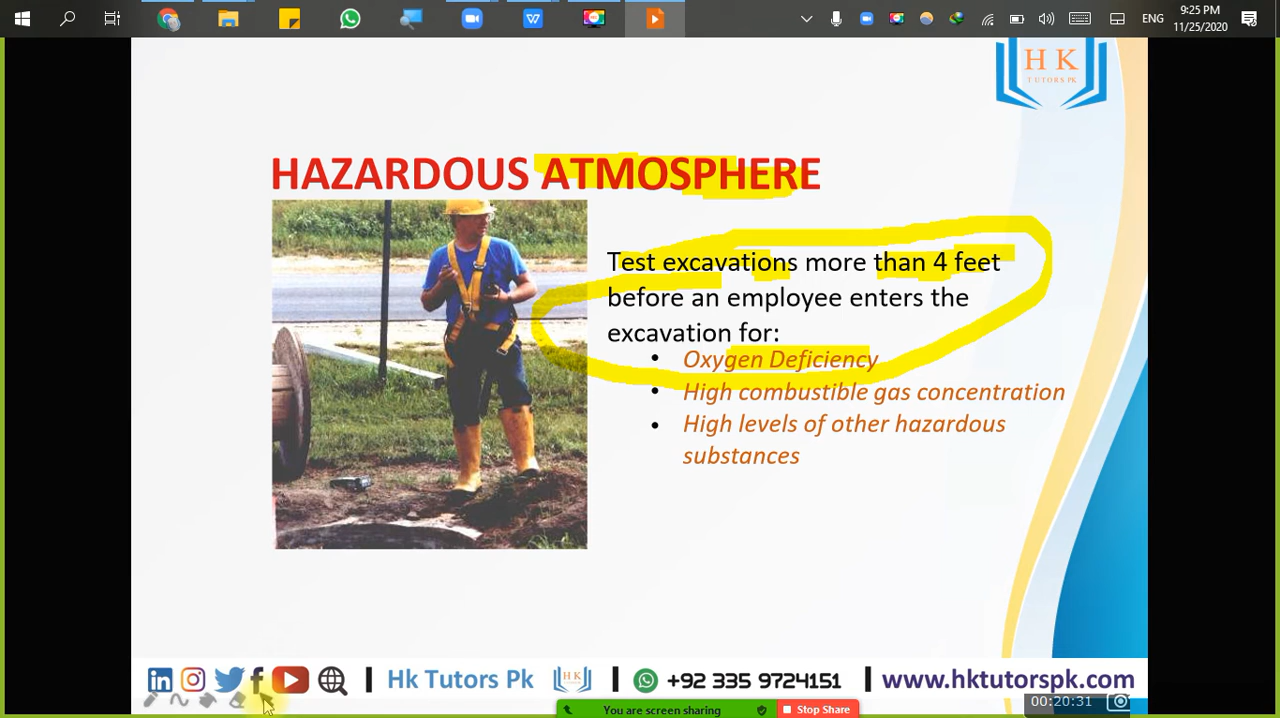 ENG
9:25 PM
11/25/2020
H K
TUTORS PK
HAZARDOUS ATMOSPHERE
Test excavations more than 4 feet
before an employee enters the
excavation for:
• Oxygen Deficiency
• High combustible gas concentration
• High levels of other hazardous
substances
Hk Tutors Pk
+92 335 9724151
www.hktutorspk.com
You are screen sharing
Stop Share
00:20:31